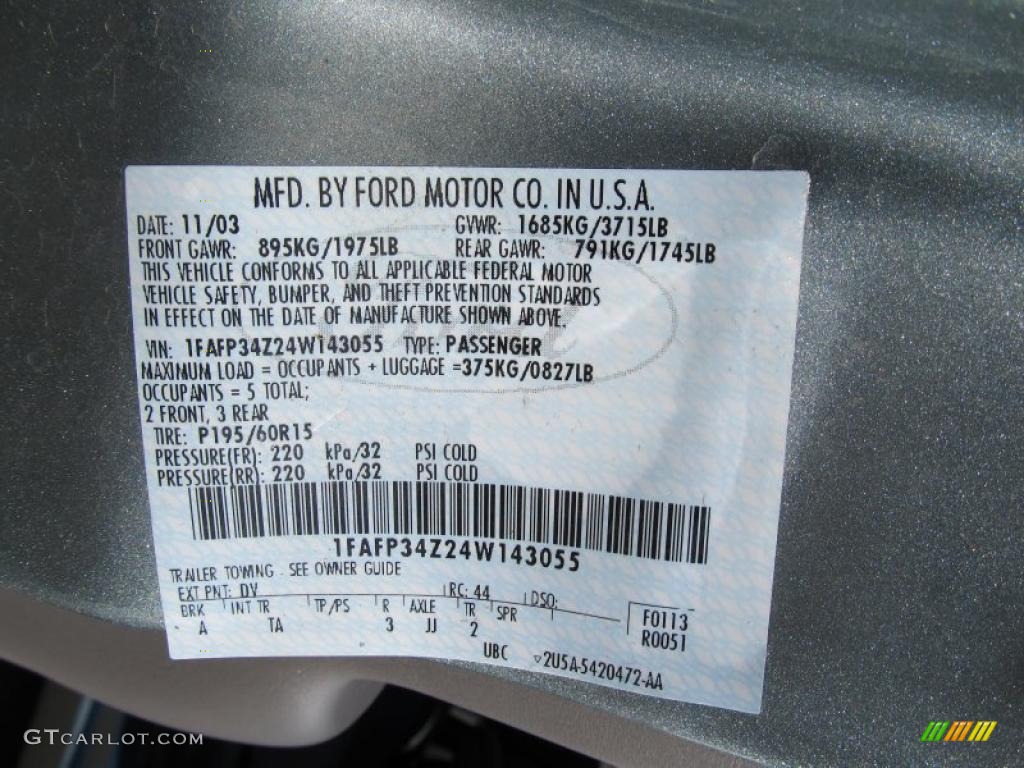 MFD. BY FORD MOTOR CO. IN U.S.A.
DATE: 11/03 GVWR: 1685KG/3715LB
FRONT GAWR: 895KG/1975LB REAR GAWR: 791KG/1745LB
THIS VEHICLE CONFORMS TO ALL APPLICABLE FEDERAL MOTOR
VEHICLE SAFETY, BUMPER, AND THEFT PREVENTION STANDARDS
IN EFFECT ON THE DATE OF MANUFACTURE SHOWN ABOVE.
VIN: 1FAFP34Z24W143055 TYPE: PASSENGER
MAXIMUM LOAD = OCCUPANTS + LUGGAGE =375KG/0827LB
OCCUPANTS = 5 TOTAL;
2 FRONT, 3 REAR
TIRE: P195/60R15
PRESSURE(FR): 220 kPa/32 PSI COLD
PRESSURE(RR): 220 kPa/32 PSI COLD
1FAFP34Z24W143055
TRAILER TOWING - SEE OWNER GUIDE
EXT PNT: DV RC: 44 DSO:
BRK INT TR TP/PS R AXLE TR SPR F0113
A TA 3 JJ 2 R0051
UBC ▽2U5A-5420472-AA
GTCARLOT.COM